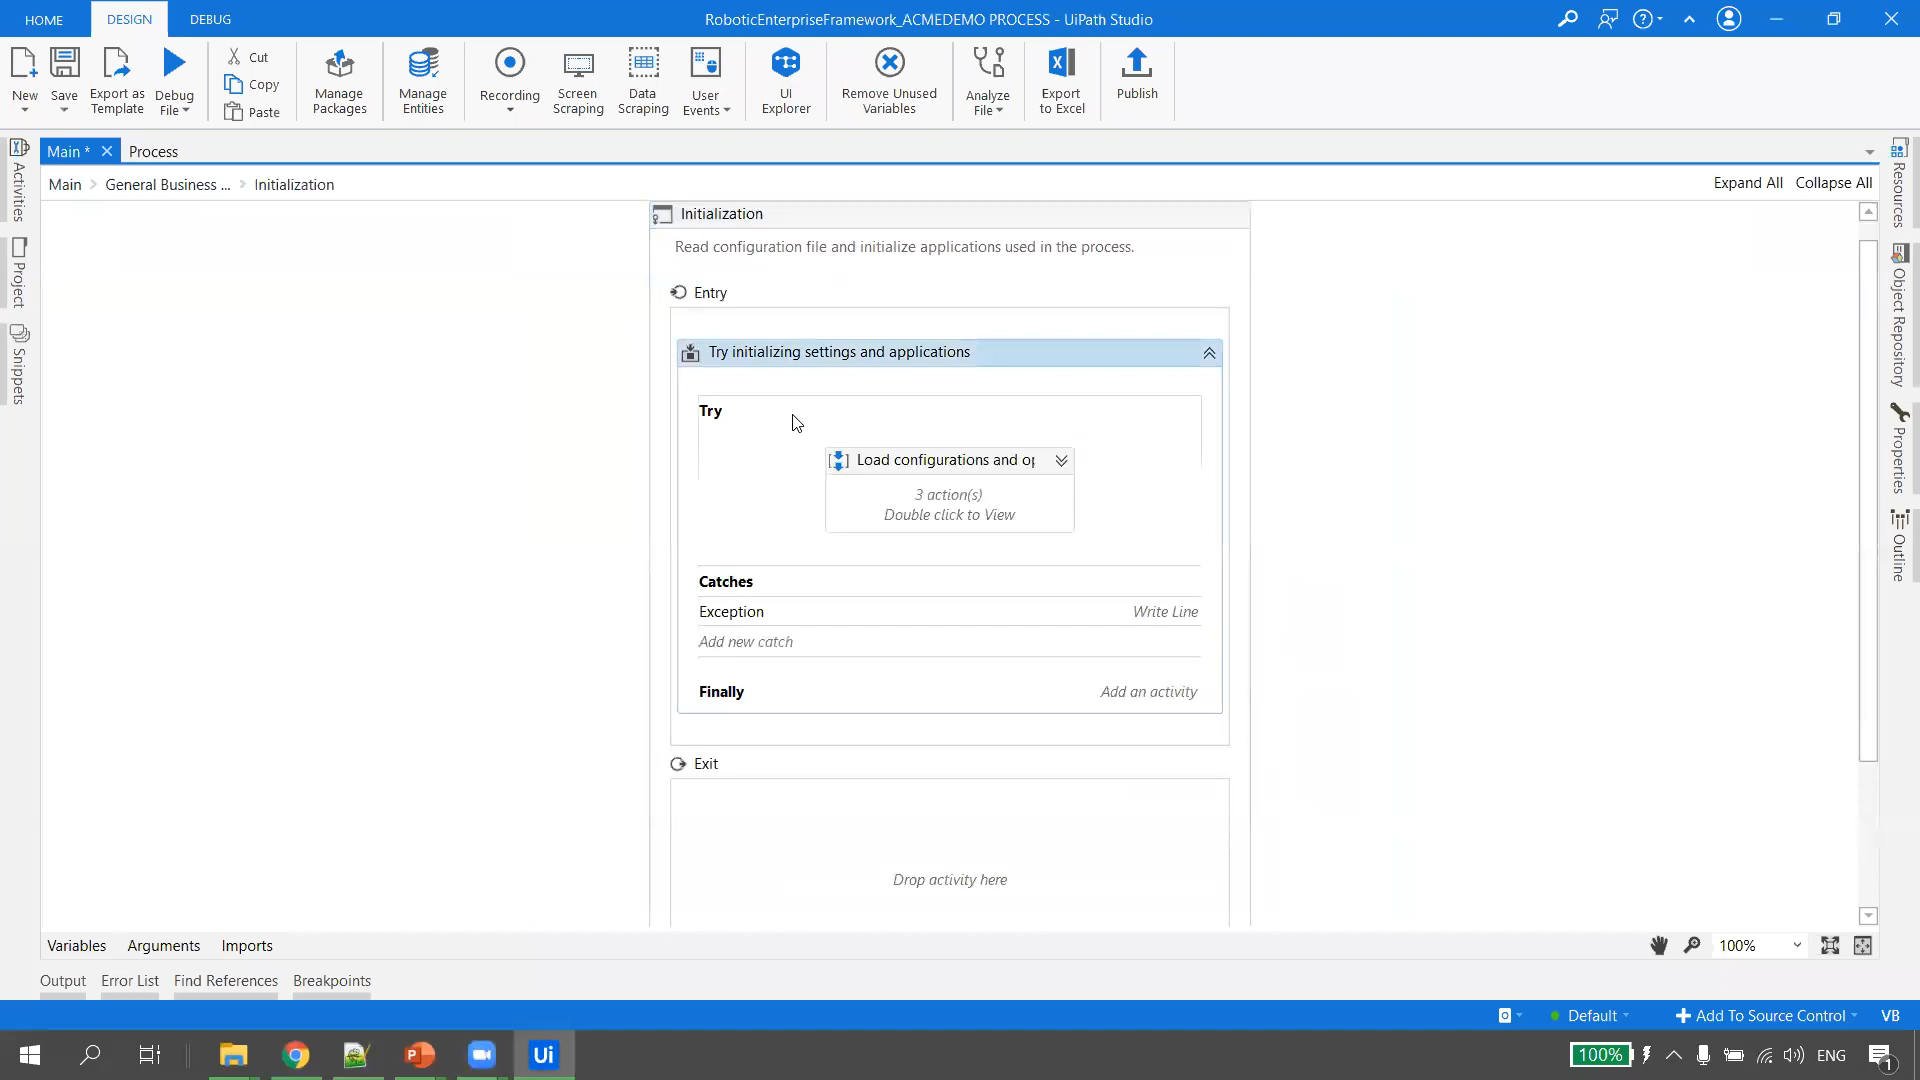 HOME DESIGN DEBUG RoboticEnterpriseFramework_ACMEDEMO PROCESS - UiPath Studio
New
Save
Export as
Template
Debug
File
Cut
Copy
Paste
Manage
Packages
Manage
Entities
Recording
Screen
Scraping
Data
Scraping
User
Events
UI
Explorer
Remove Unused
Variables
Analyze
File
Export
to Excel
Publish
Main * Process
Main > General Business ... > Initialization Expand All Collapse All
Activities
Project
Snippets
Initialization
Read configuration file and initialize applications used in the process.
Entry
Try initializing settings and applications
Try
Load configurations and op
3 action(s)
Double click to View
Catches
Exception Write Line
Add new catch
Finally Add an activity
Exit
Drop activity here
Resources
Object Repository
Properties
Outline
Variables Arguments Imports 100%
Output Error List Find References Breakpoints
Default Add To Source Control VB
Ui 100% ENG 1